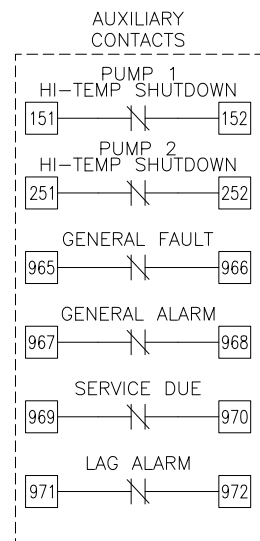 AUXILIARY
CONTACTS
PUMP 1
HI-TEMP SHUTDOWN
151 152
PUMP 2
HI-TEMP SHUTDOWN
251 252
GENERAL FAULT
965 966
GENERAL ALARM
967 968
SERVICE DUE
969 970
LAG ALARM
971 972